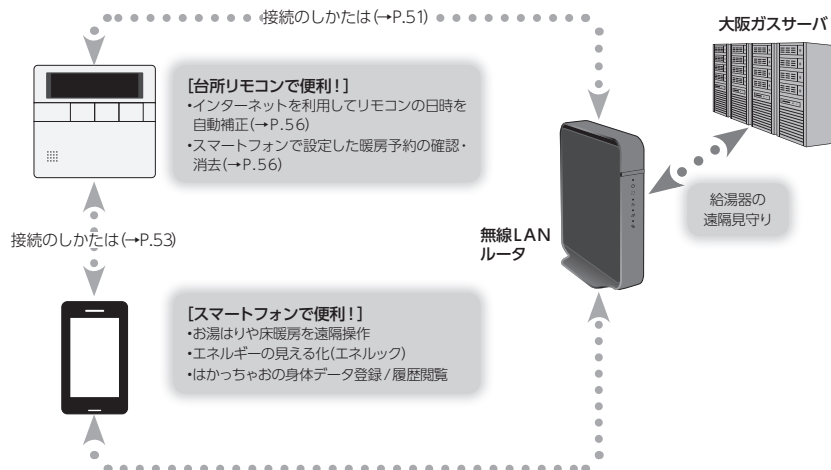 接続のしかたは(→P.51)
大阪ガスサーバ
[台所リモコンで便利!]
・インターネットを利用してリモコンの日時を
自動補正(→P.56)
・スマートフォンで設定した暖房予約の確認・
消去(→P.56)
給湯器の
遠隔見守り
接続のしかたは(→P.53)
無線LAN
ルータ
[スマートフォンで便利!]
・お湯はりや床暖房を遠隔操作
・エネルギーの見える化(エネルック)
・はかっちゃおの身体データ登録/履歴閲覧